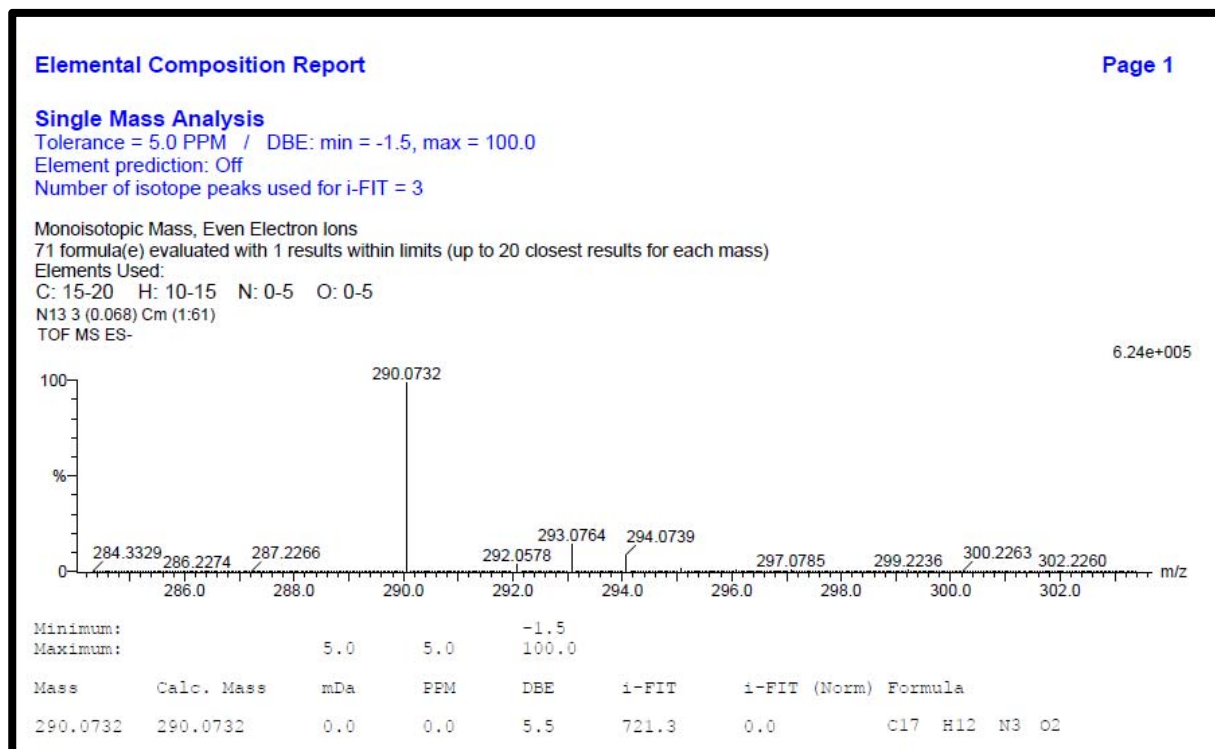 Elemental Composition Report Page 1
Single Mass Analysis
Tolerance = 5.0 PPM / DBE: min = -1.5, max = 100.0
Element prediction: Off
Number of isotope peaks used for i-FIT = 3
Monoisotopic Mass, Even Electron Ions
71 formula(e) evaluated with 1 results within limits (up to 20 closest results for each mass)
Elements Used:
C: 15-20 H: 10-15 N: 0-5 O: 0-5
N13 3 (0.068) Cm (1:61)
TOF MS ES-
6.24e+005
100
290.0732
%
284.3329 286.2274 287.2266 292.0578 293.0764 294.0739 297.0785 299.2236 300.2263 302.2260
0
m/z
286.0 288.0 290.0 292.0 294.0 296.0 298.0 300.0 302.0
Minimum: -1.5
Maximum: 5.0 5.0 100.0
Mass Calc. Mass mDa PPM DBE i-FIT i-FIT (Norm) Formula
290.0732 290.0732 0.0 0.0 5.5 721.3 0.0 C17 H12 N3 O2